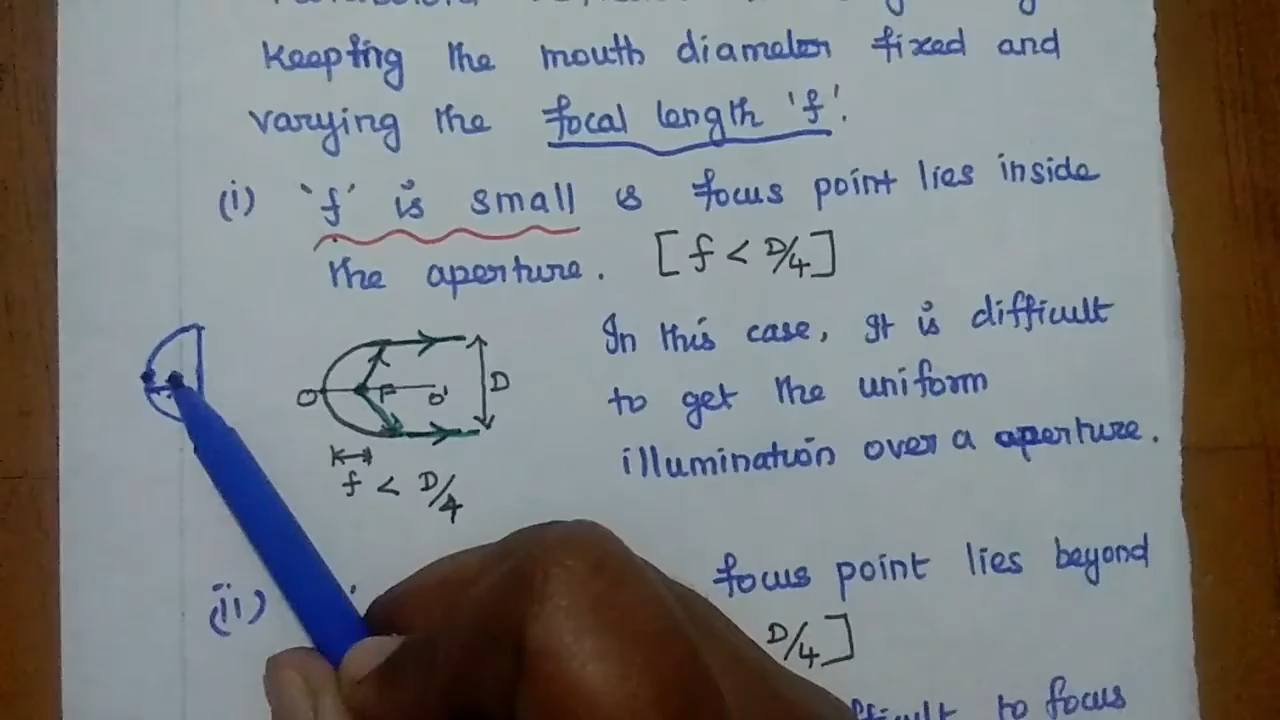 Keepting the mouth diameter fixed and
varying the focal length 'f'.
(i) 'f' is small is focus point lies inside
the aperture. [f < D/4]
In this case, It is difficult
to get the uniform
illumination over a aperture.
O F O' D
f < D/4
(ii) focus point lies beyond
D/4]
to focus